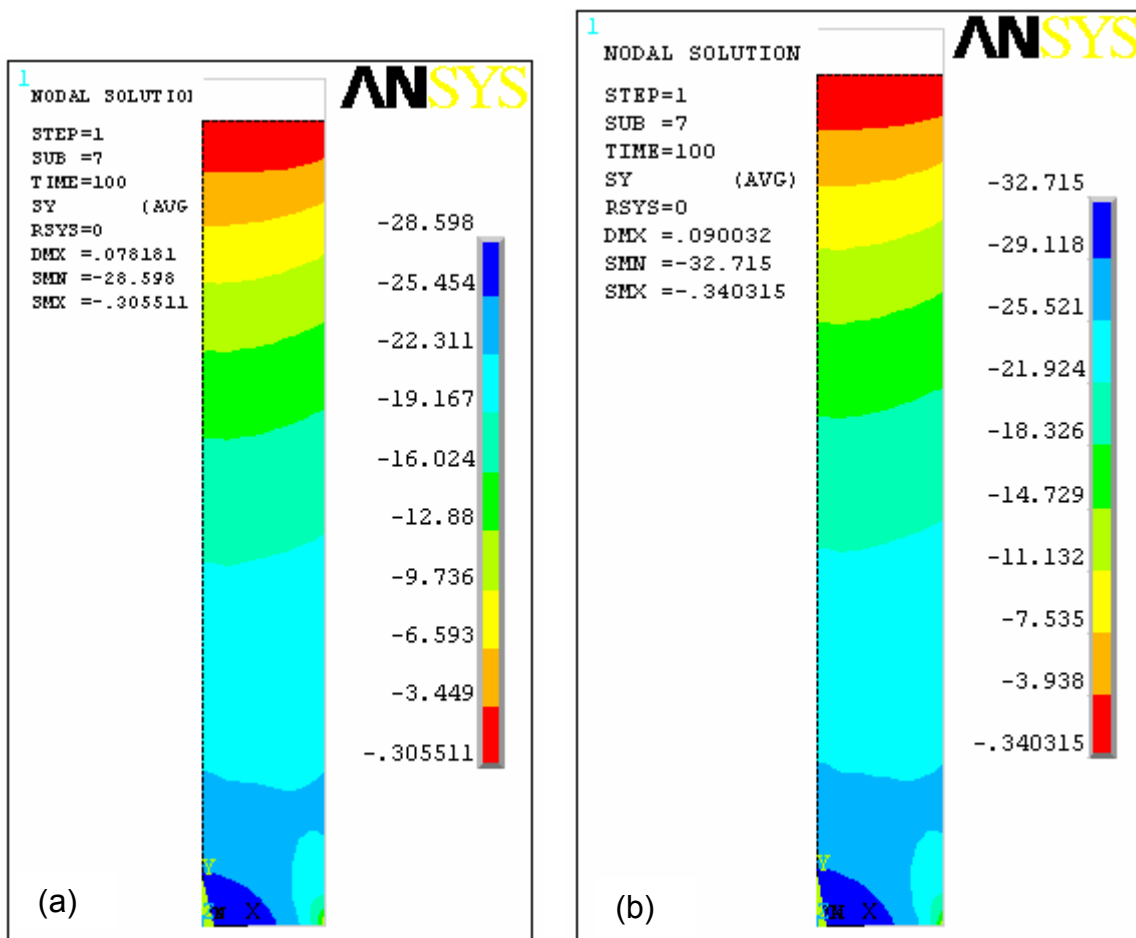 1
NODAL SOLUTION
ANSYS
STEP=1
SUB =7
TIME=100
SY (AVG
RSYS=0
DMX =.078181
SMN =-28.598
SMX =-.305511
-28.598
-25.454
-22.311
-19.167
-16.024
-12.88
-9.736
-6.593
-3.449
-.305511
Y
X
(a)
1
NODAL SOLUTION
ANSYS
STEP=1
SUB =7
TIME=100
SY (AVG)
RSYS=0
DMX =.090032
SMN =-32.715
SMX =-.340315
-32.715
-29.118
-25.521
-21.924
-18.326
-14.729
-11.132
-7.535
-3.938
-.340315
Y
X
(b)